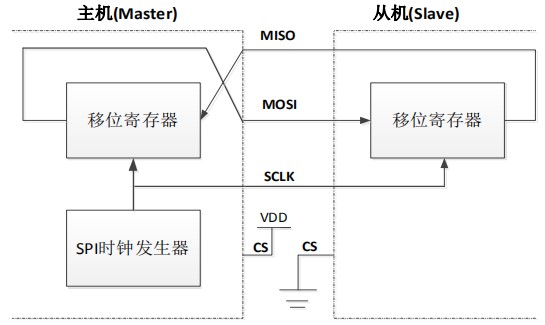 主机(Master)
从机(Slave)
MISO
移位寄存器
MOSI
移位寄存器
SCLK
SPI时钟发生器
VDD
CS
CS